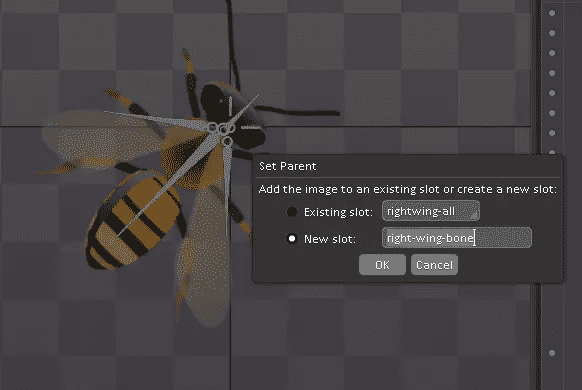 Set Parent
Add the image to an existing slot or create a new slot:
Existing slot: rightwing-all
New slot: right-wing-bone
OK Cancel